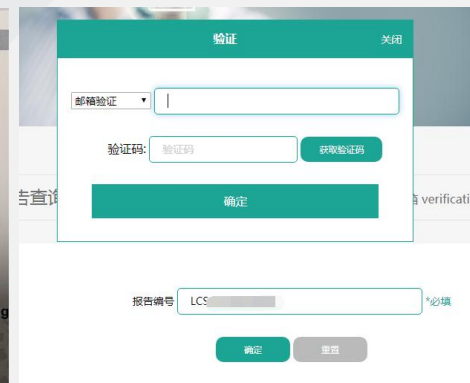 验证 关闭
邮箱验证
验证码: 验证码 获取验证码
确定
告查询 verificati
报告编号 LCS *必填
确定 重置